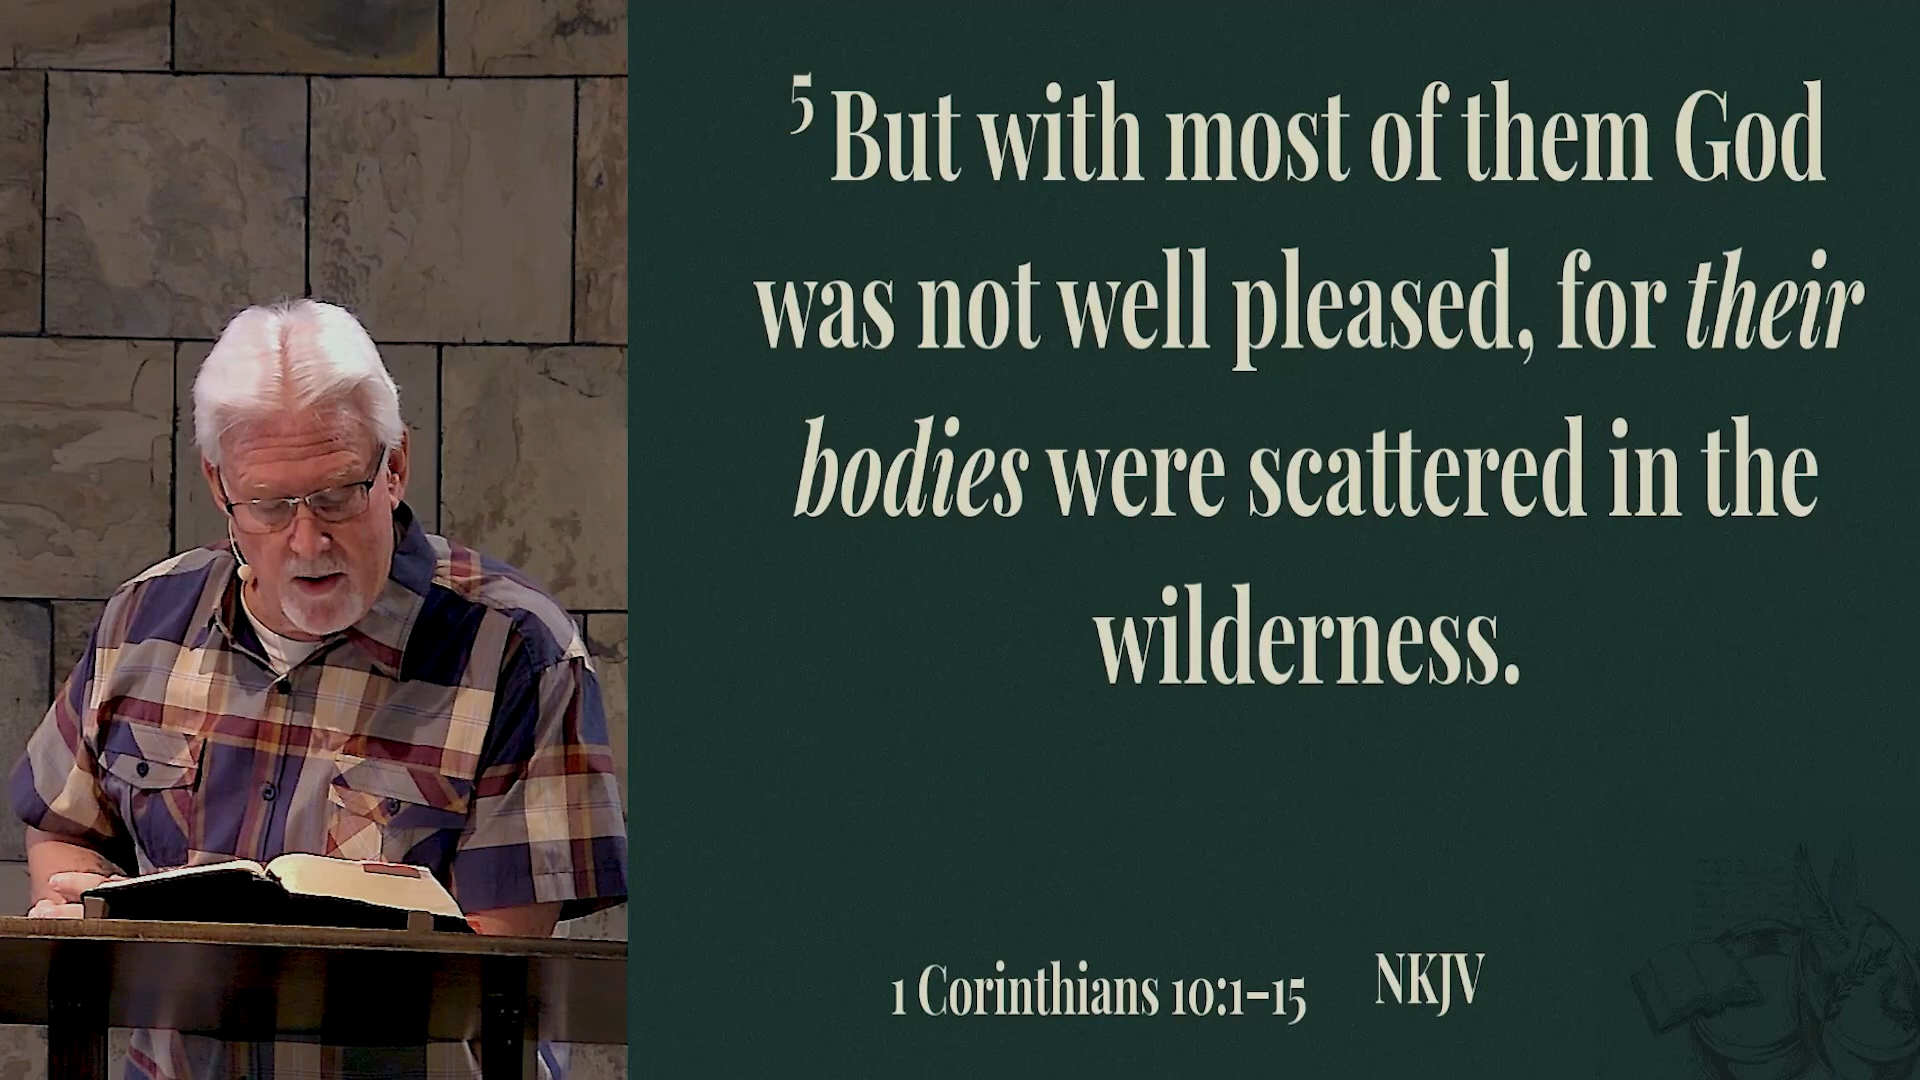 5 But with most of them God
was not well pleased, for their
bodies were scattered in the
wilderness.
1 Corinthians 10:1–15 NKJV